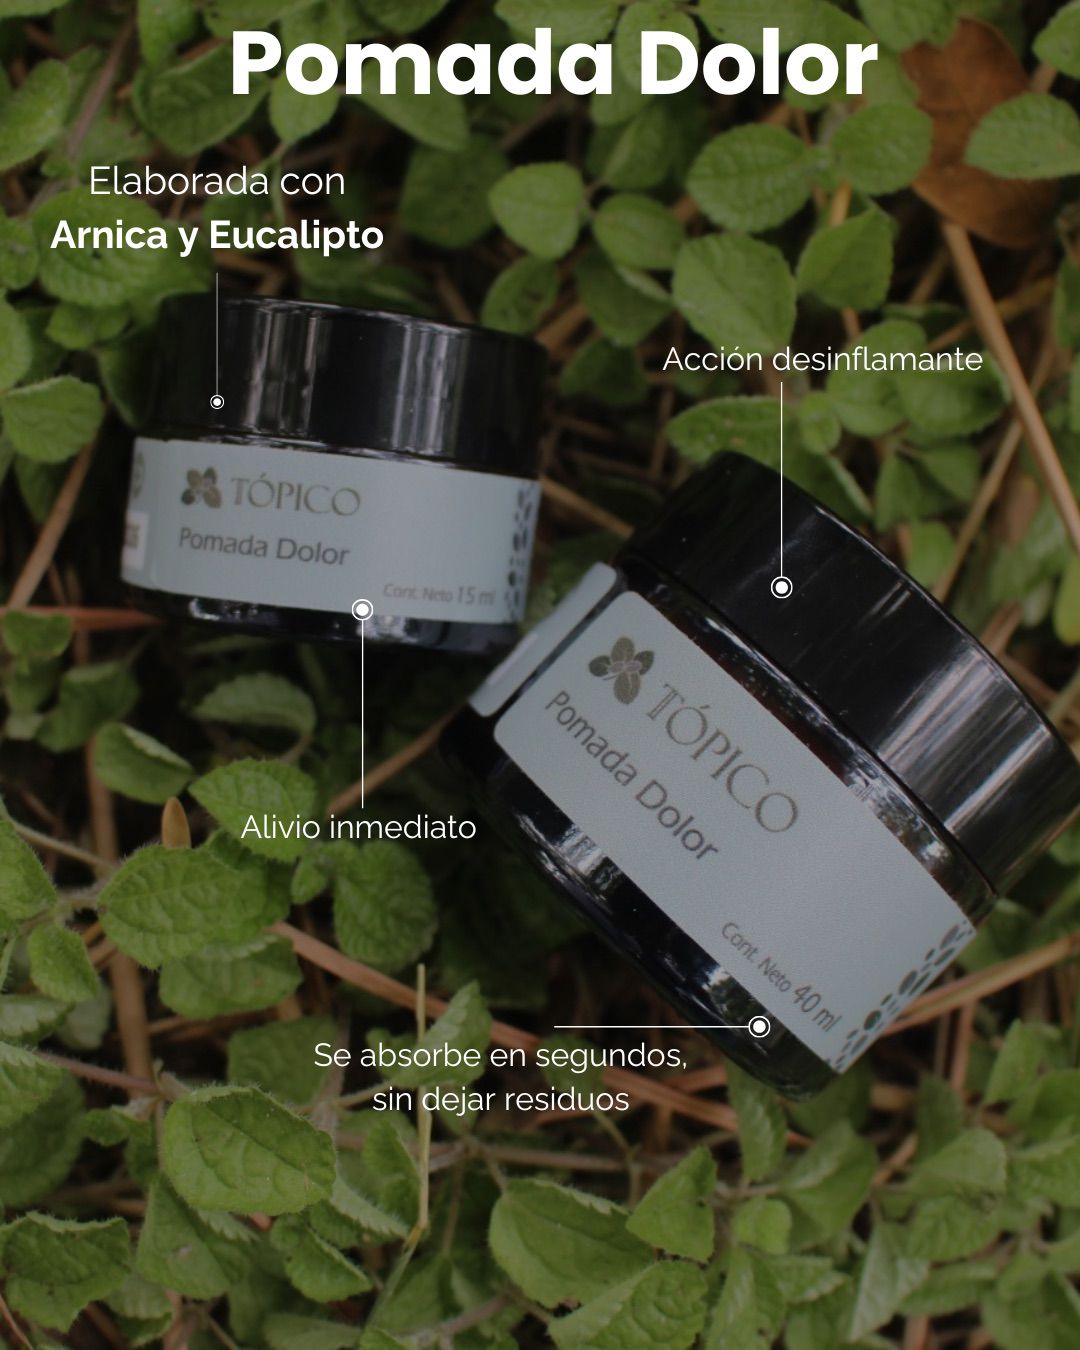 Pomada Dolor
Elaborada con
Arnica y Eucalipto
Acción desinflamante
TÓPICO
Pomada Dolor
Cont. Neto 15 ml
TÓPICO
Pomada Dolor
Cont. Neto 40 ml
Alivio inmediato
Se absorbe en segundos,
sin dejar residuos